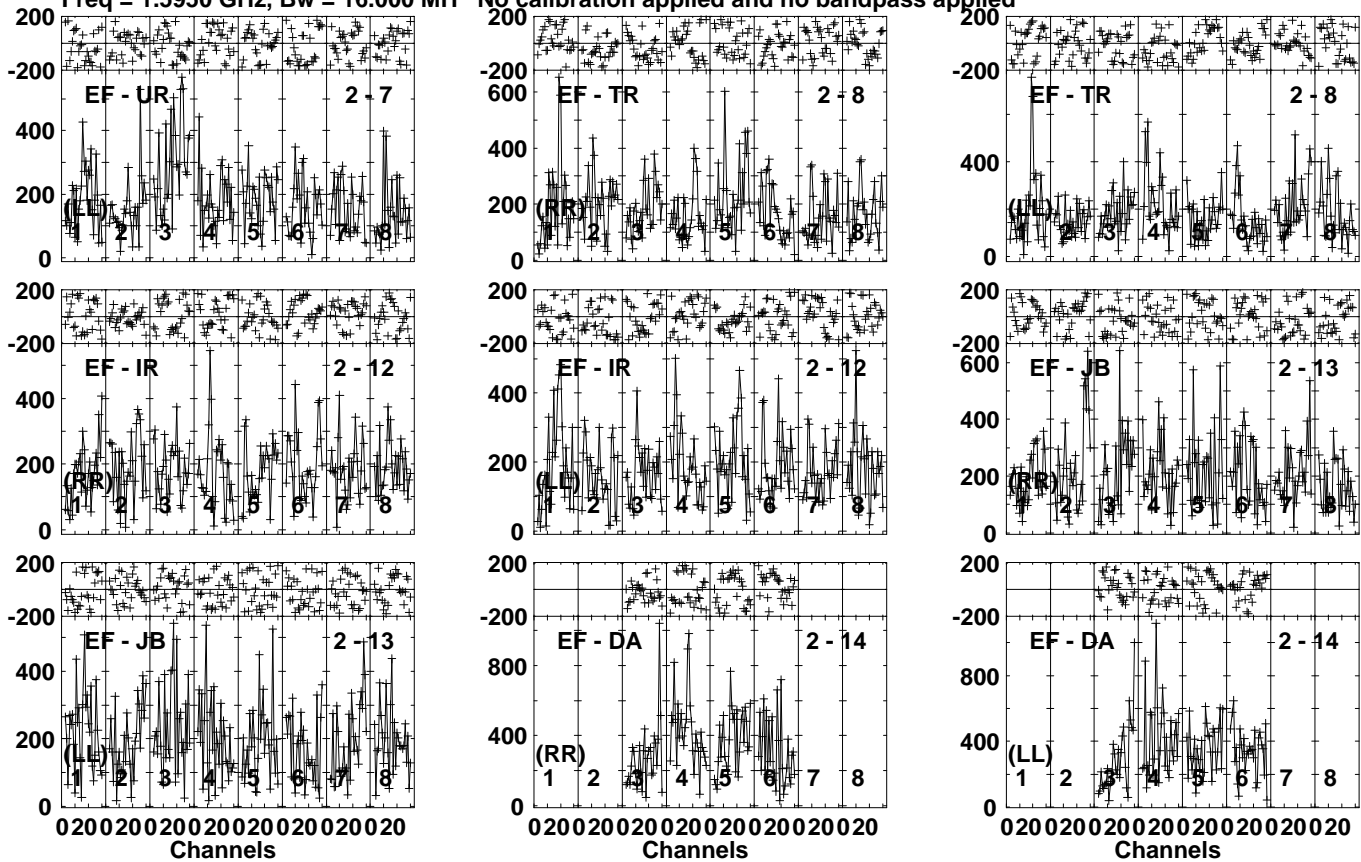 Freq = 1.5950 GHz, Bw = 16.000 MH No calibration applied and no bandpass applied
200 200
-200 -200 -200
EF - UR 2 - 7 600 EF - TR 2 - 8 EF - TR 2 - 8
400 400 400
200 200
(LL) (RR) (LL)
1 2 3 4 5 6 7 8 1 2 3 4 5 6 7 8 1 2 3 4 5 6 7 8
0 0 0
200 200 200
-200 -200 -200
EF - IR 2 - 12 EF - IR 2 - 12 600 EF - JB 2 - 13
400 400 400
200 200 200
(RR) (LL) (RR)
1 2 3 4 5 6 7 8 1 2 3 4 5 6 7 8 1 2 3 4 5 6 7 8
0 0 0
200 200 200
-200 -200 -200
EF - JB 2 - 13 EF - DA 2 - 14 EF - DA 2 - 14
400 800 800
200 400 400
(LL) (RR) (LL)
1 2 3 4 5 6 7 8 1 2 3 4 5 6 7 8 1 2 3 4 5 6 7 8
0 0 0
0 20 0 20 0 20 0 20 0 20 0 20 0 20 0 20 0 20 0 20 0 20 0 20 0 20 0 20 0 20 0 20 0 20 0 20 0 20 0 20 0 20 0 20 0 20 0 20
Channels Channels Channels